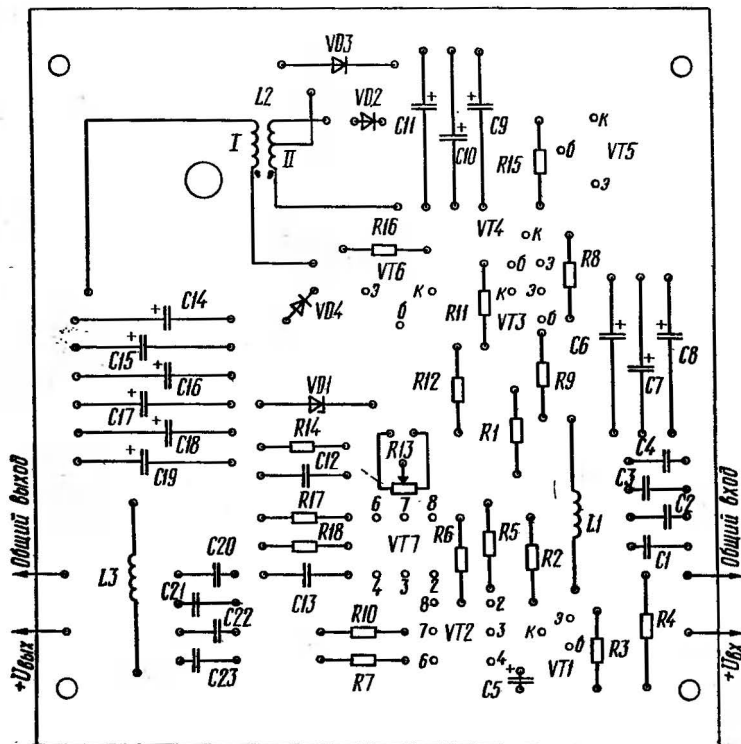 VD3
L2
VD2
I
II
+
C11
+
C10
+
C9
R15
к
б
VT5
э
R16
VT4
к
VT6
э
к
б
б
э
R8
R11
к
э
VT3
б
+
C14
VD4
+
C15
+
C16
+
C17
+
C18
+
C19
+
C6
+
C7
+
C8
R12
R9
VD1
R14
C12
R13
R1
C4
C3
C2
C1
Общий выход
Общий вход
R17
R18
6
7
8
VT7
4
3
2
R6
R5
R2
L1
L3
C20
C21
C22
C23
C13
R10
R7
8
2
7
VT2
3
6
4
к
э
б
VT1
C5
+
R3
R4
+Uвых
+Uвх